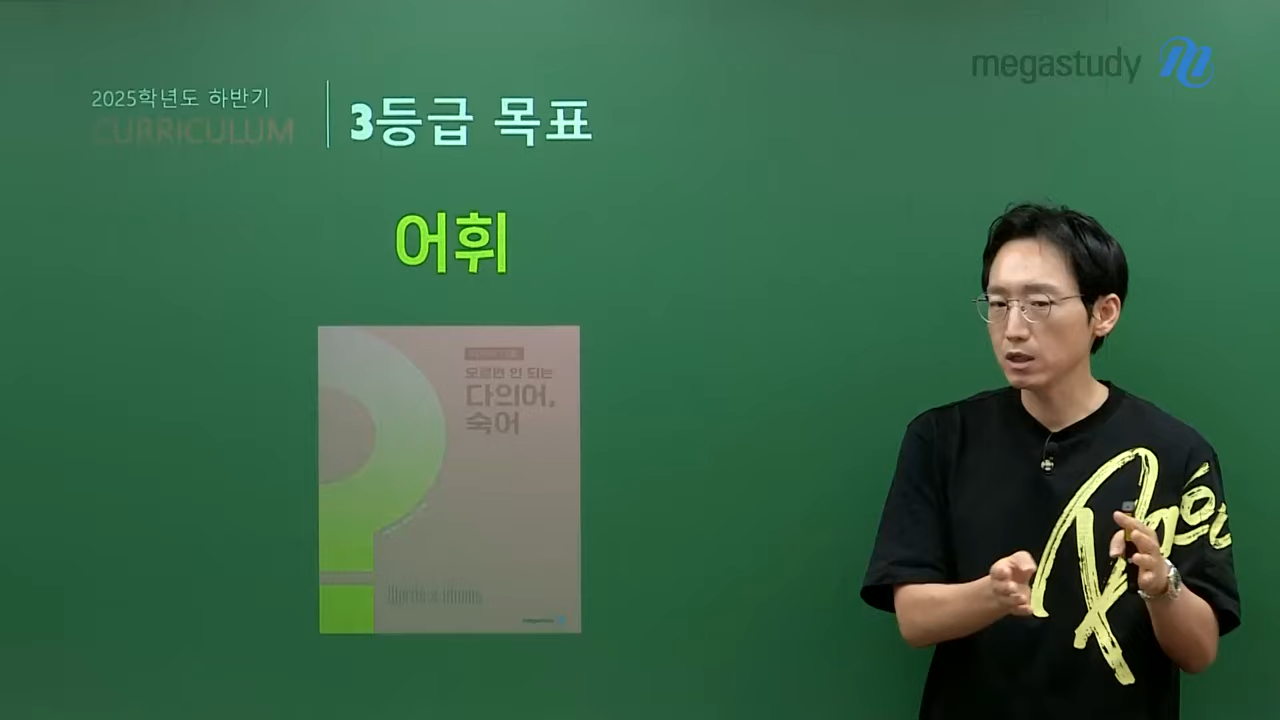 megastudy
2025학년도 하반기
CURRICULUM
3등급 목표
어휘
모르면 안 되는
다의어,
숙어
megastudy